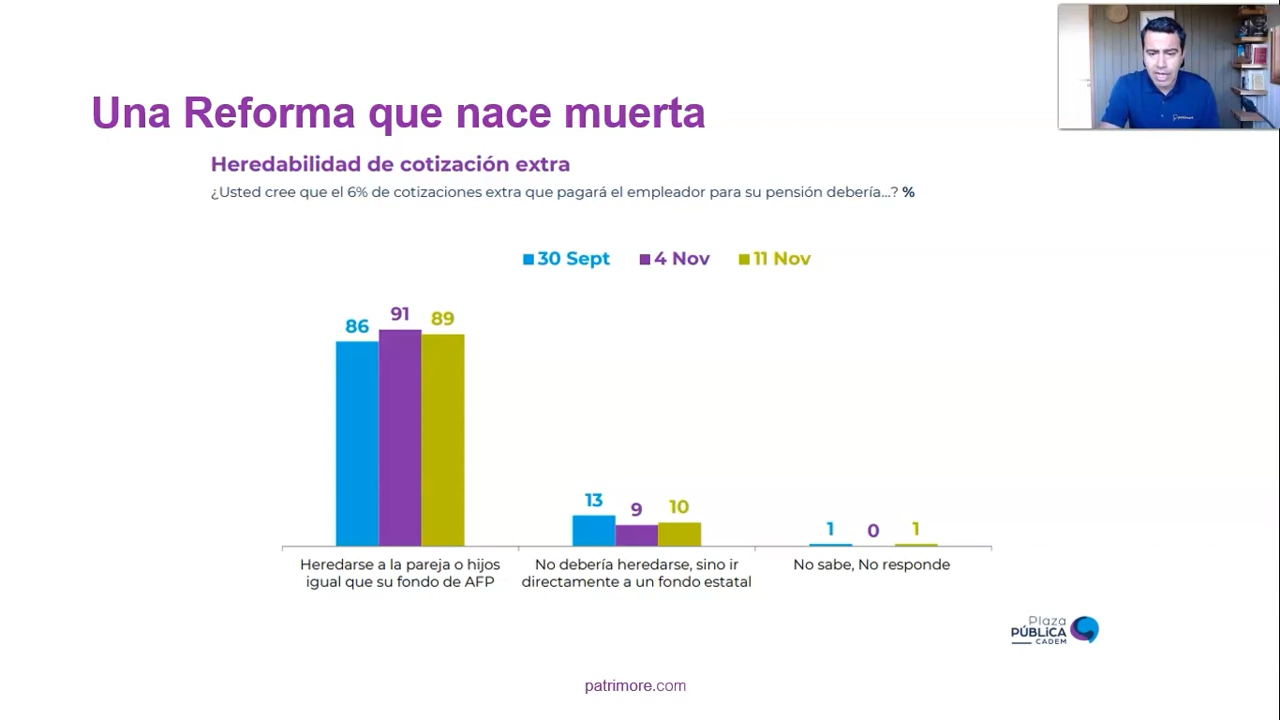 Una Reforma que nace muerta
Heredabilidad de cotización extra
¿Usted cree que el 6% de cotizaciones extra que pagará el empleador para su pensión debería...? %
30 Sept 4 Nov 11 Nov
86 91 89
13 9 10
1 0 1
Heredarse a la pareja o hijos
igual que su fondo de AFP
No debería heredarse, sino ir
directamente a un fondo estatal
No sabe, No responde
Plaza
PÚBLICA
CADEM
patrimore.com